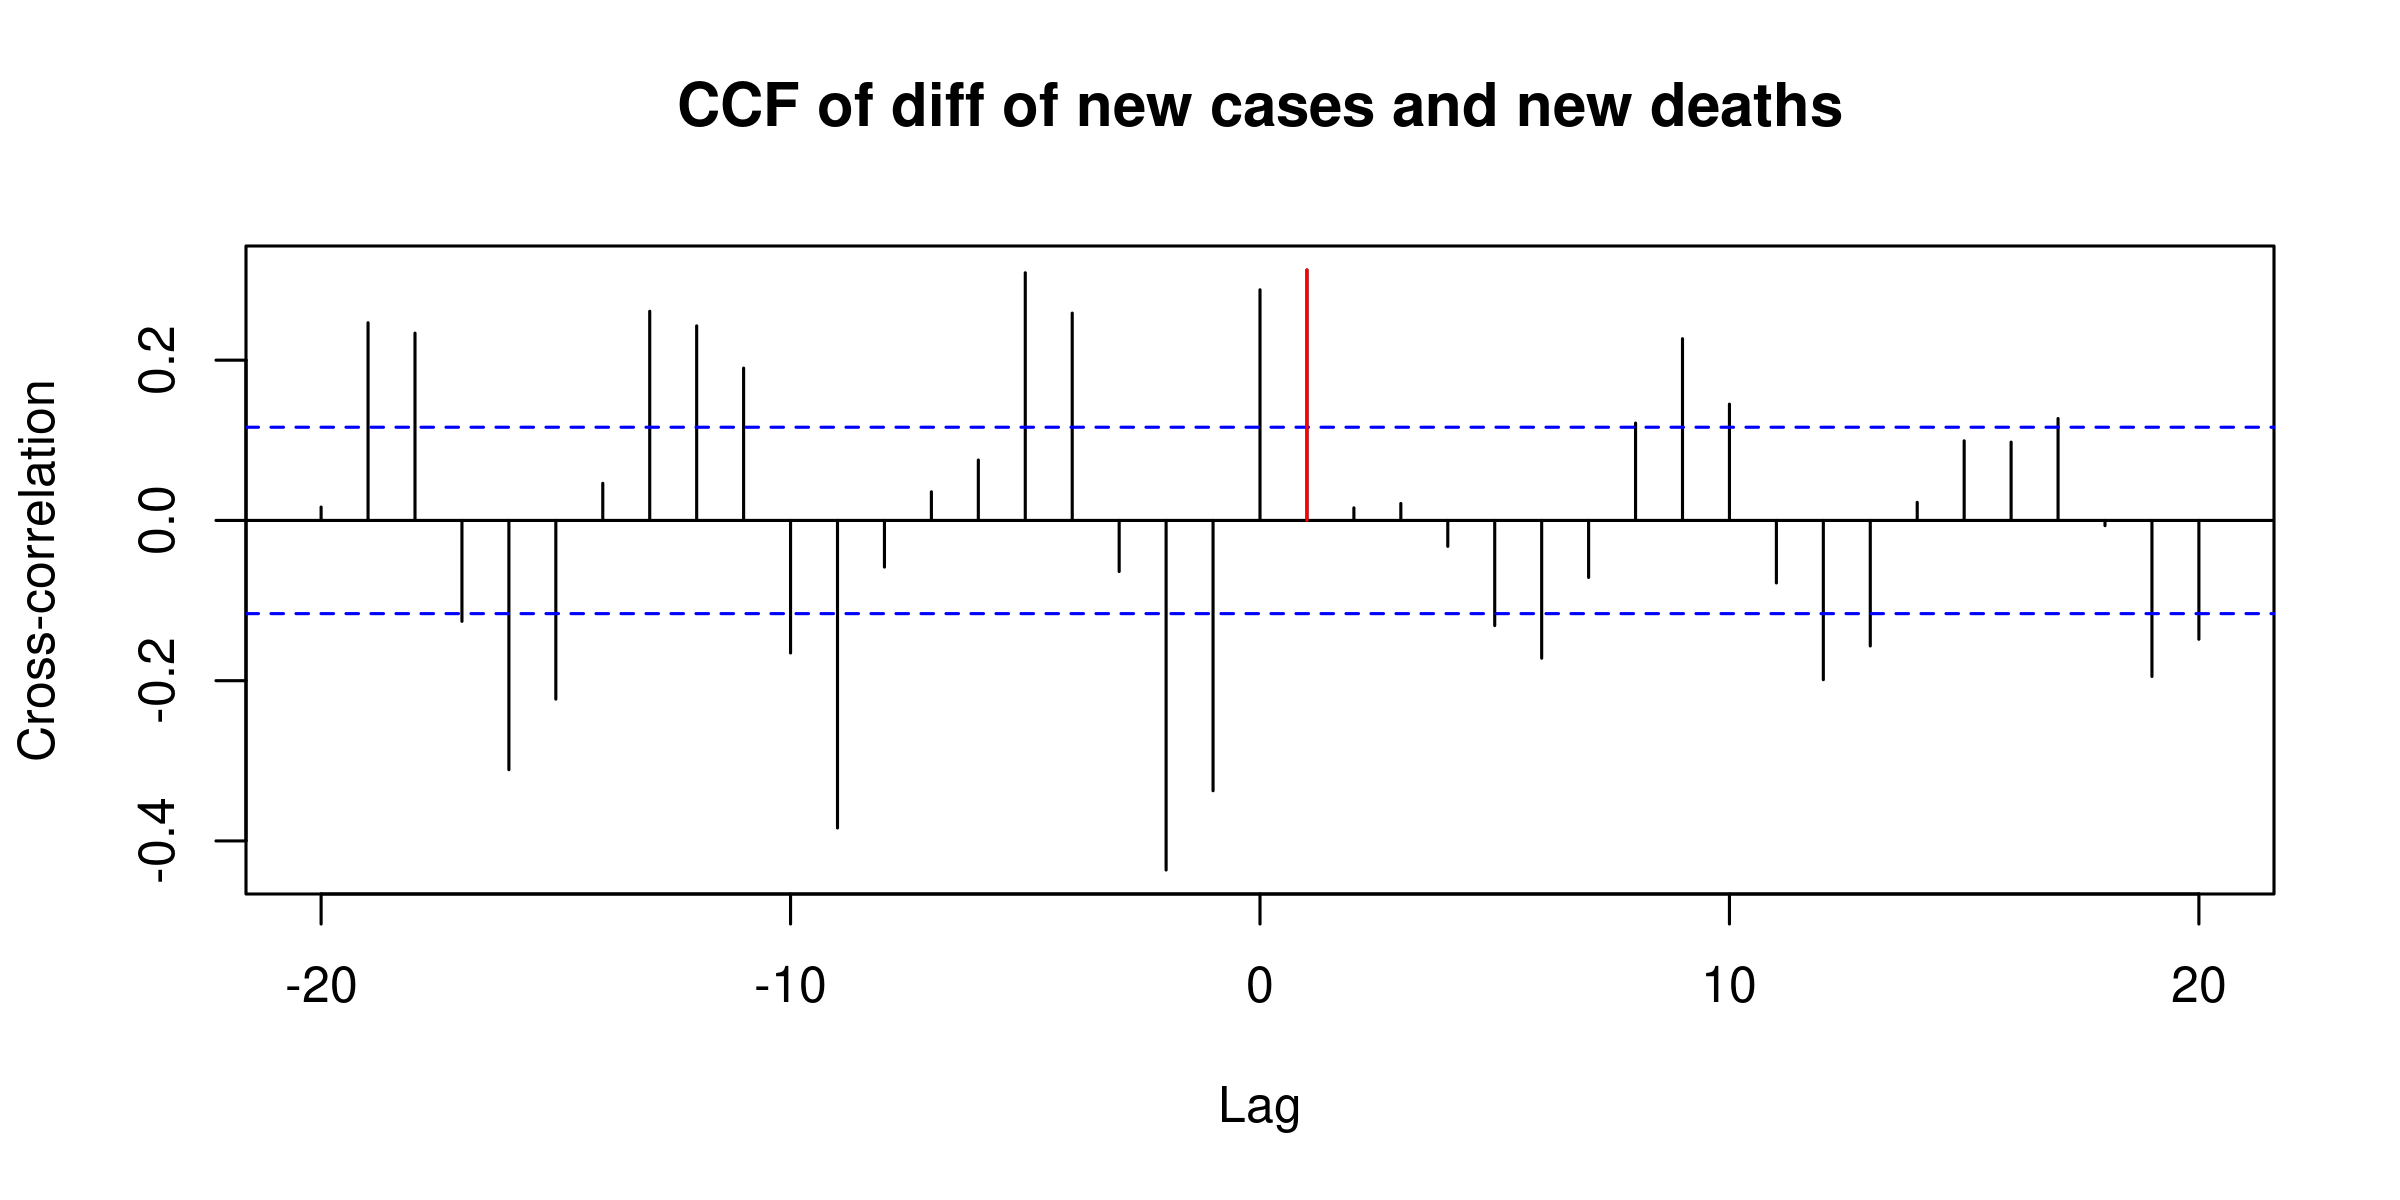 CCF of diff of new cases and new deaths
Cross-correlation
0.2
0.0
-0.2
-0.4
-20 -10 0 10 20
Lag